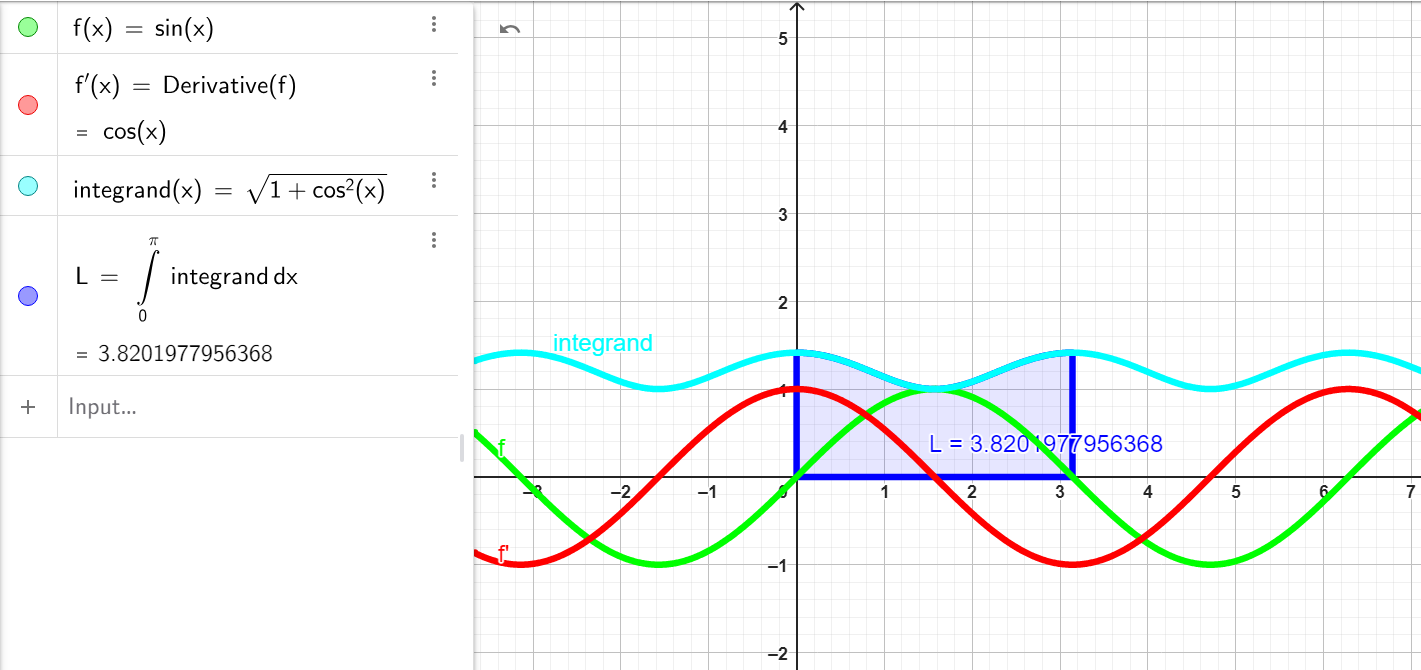 f(x) = sin(x)
f′(x) = Derivative(f)
= cos(x)
integrand(x) = √(1 + cos²(x))
π
L = ∫ integrand dx
0
= 3.8201977956368
+ Input...
5
4
3
2
integrand
1
L = 3.8201977956368
f
−3 −2 −1 0 1 2 3 4 5 6 7
f'
−1
−2